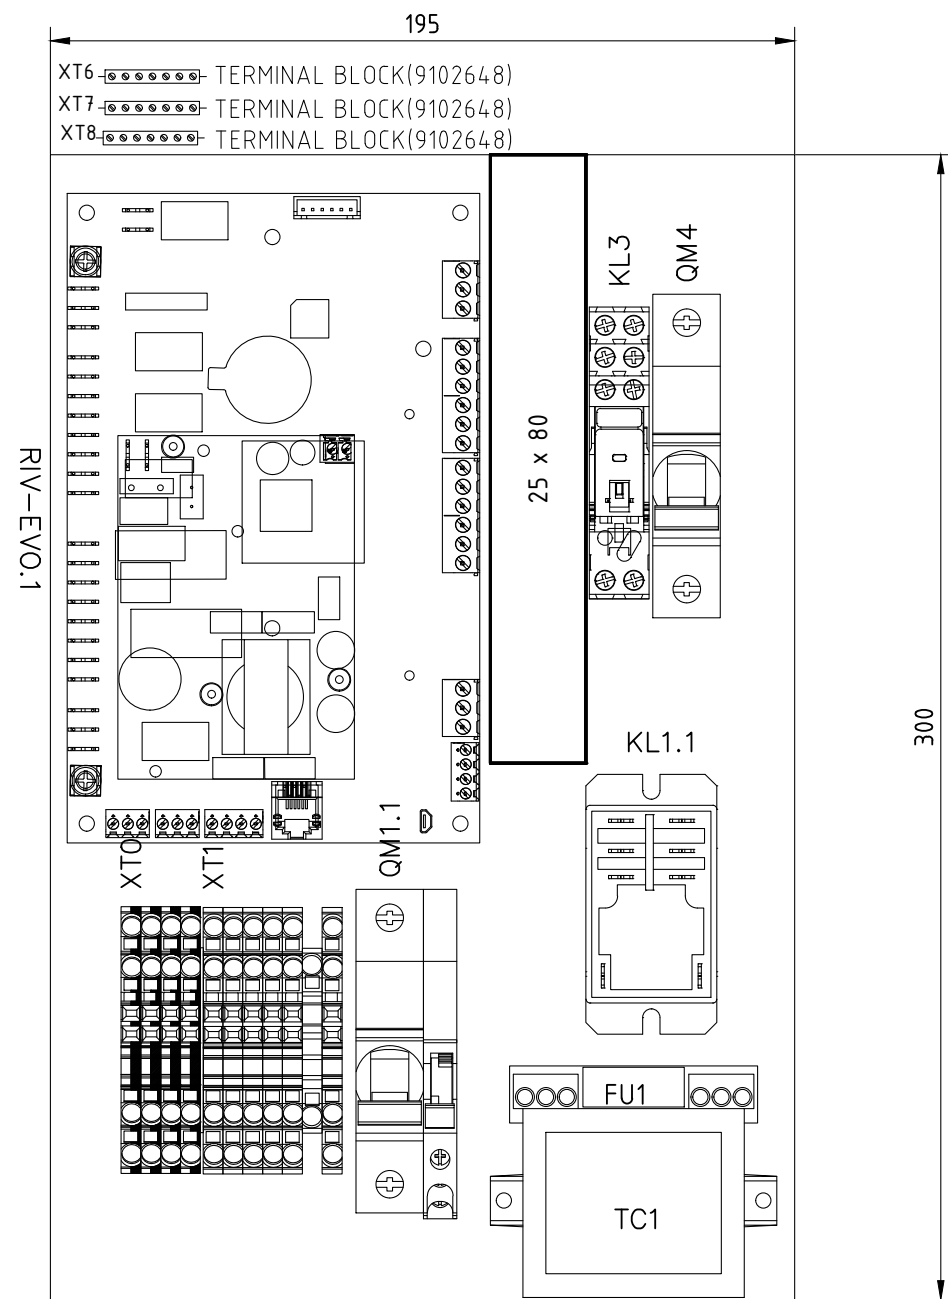 195
XT6 TERMINAL BLOCK(9102648)
XT7 TERMINAL BLOCK(9102648)
XT8 TERMINAL BLOCK(9102648)
KL3
QM4
25 x 80
RIV-EVO.1
300
KL1.1
QM1.1
XT0
XT1
FU1
TC1